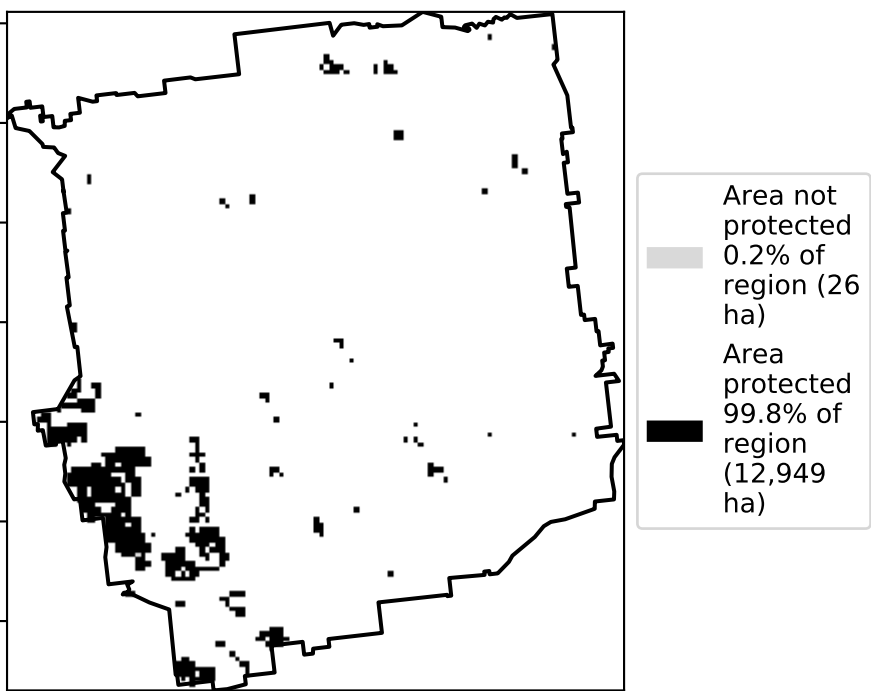 Area not
protected
0.2% of
region (26
ha)
Area
protected
99.8% of
region
(12,949
ha)